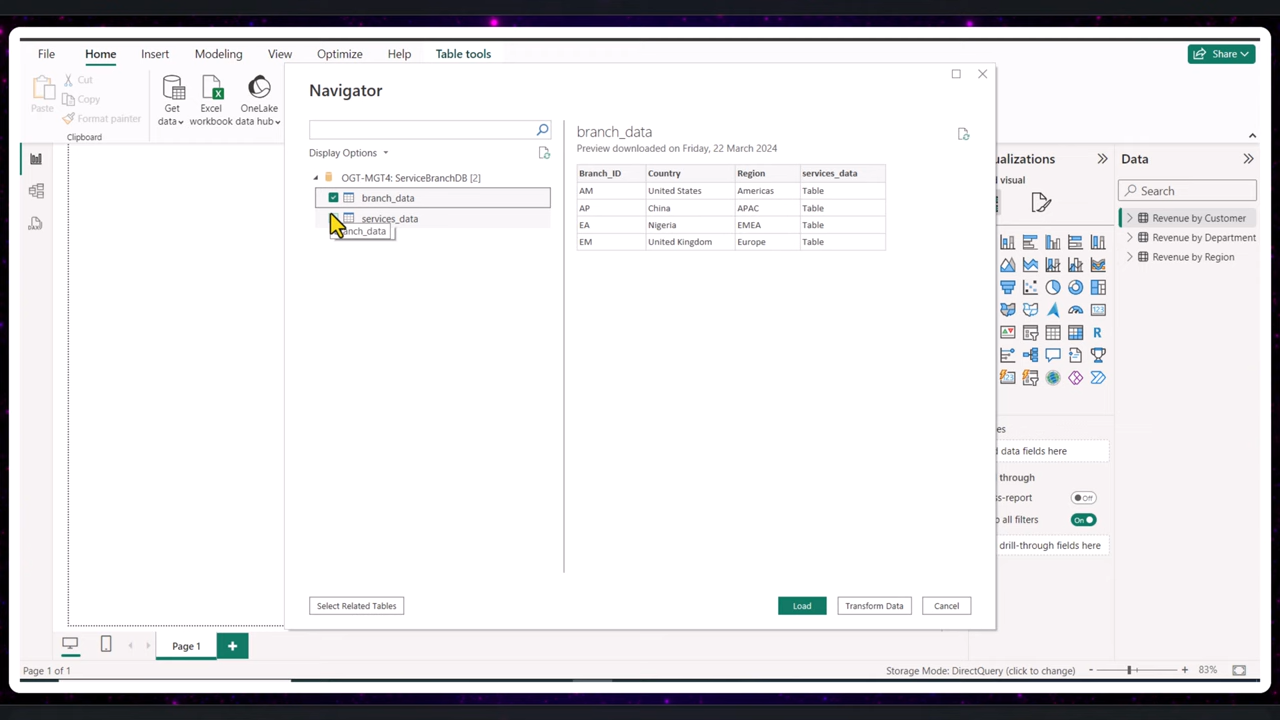 File Home Insert Modeling View Optimize Help Table tools Share
Paste
Cut
Copy
Format painter
Clipboard
Get data
Excel workbook
OneLake data hub
Navigator
Display Options
OGT-MGT4: ServiceBranchDB [2]
branch_data
services_data
anch_data
Select Related Tables
branch_data
Preview downloaded on Friday, 22 March 2024
Branch_ID Country Region services_data
AM United States Americas Table
AP China APAC Table
EA Nigeria EMEA Table
EM United Kingdom Europe Table
Load Transform Data Cancel
ualizations
d visual
R
123
es
d data fields here
through
ss-report Off
p all filters On
drill-through fields here
Data
Search
Revenue by Customer
Revenue by Department
Revenue by Region
Page 1
Page 1 of 1
Storage Mode: DirectQuery (click to change) - + 83%